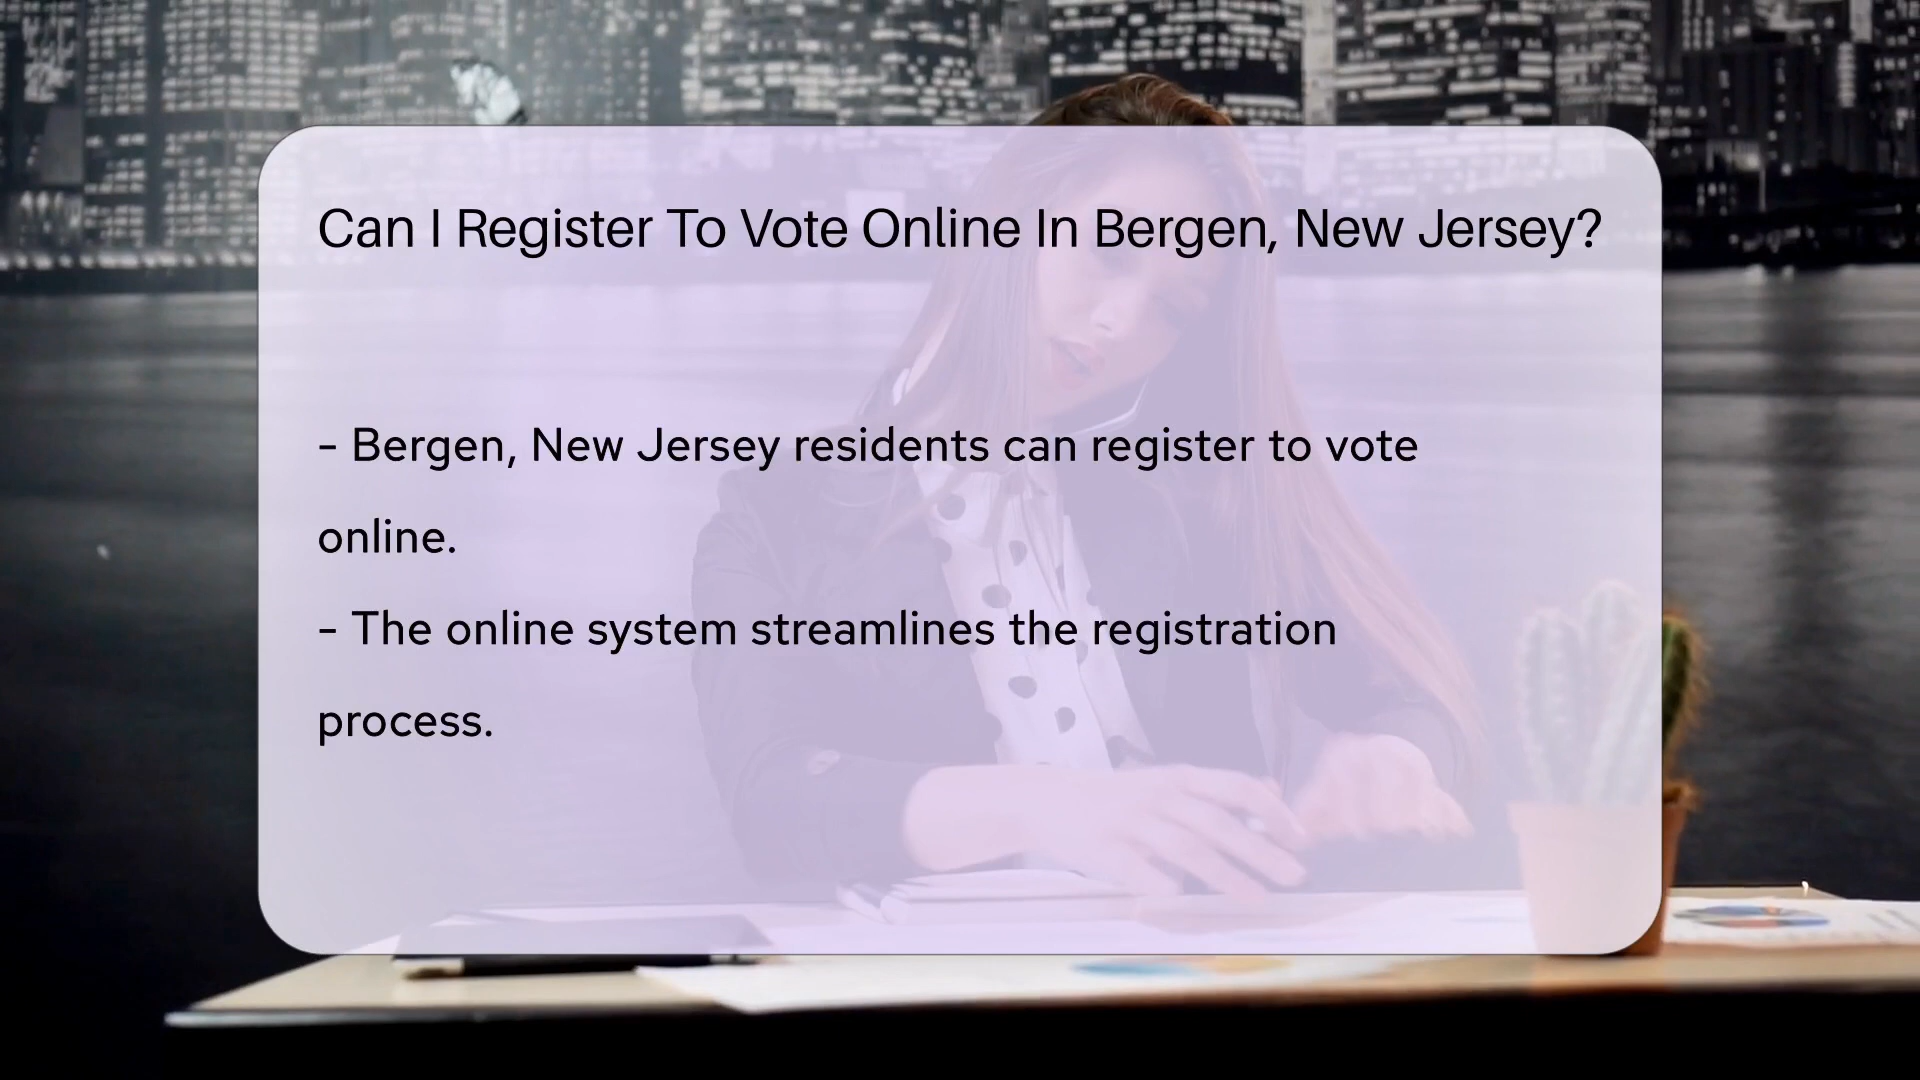 Can I Register To Vote Online In Bergen, New Jersey?
- Bergen, New Jersey residents can register to vote
online.
- The online system streamlines the registration
process.